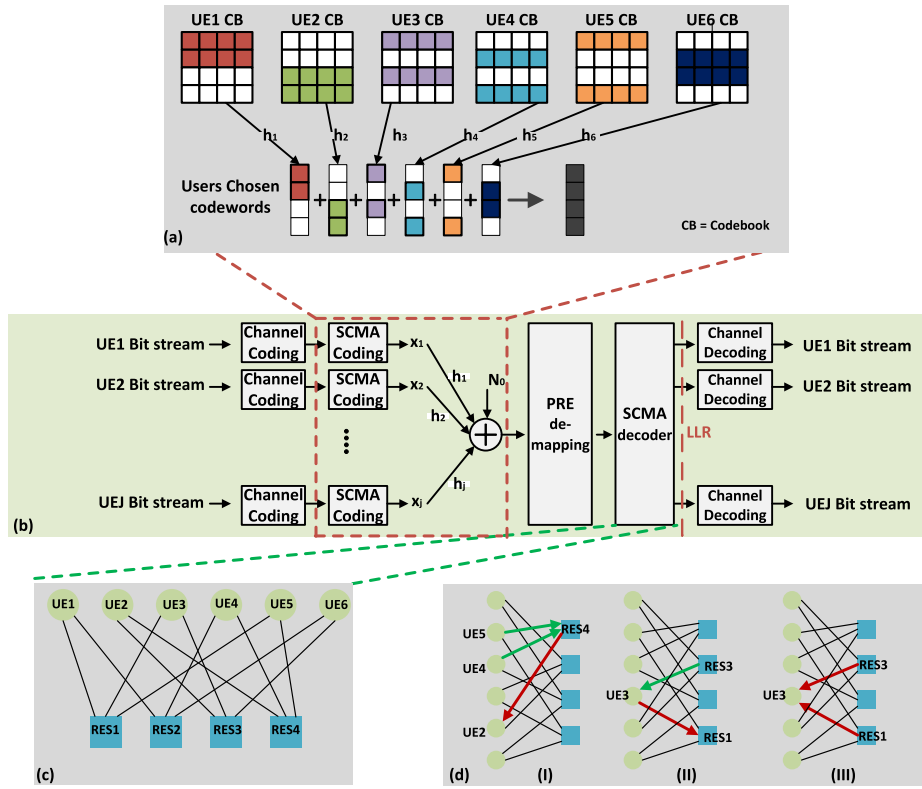 UE1 CB UE2 CB UE3 CB UE4 CB UE5 CB UE6 CB
h1 h2 h3 h4 h5 h6
Users Chosen
codewords
+ + + + +
(a)
CB = Codebook
UE1 Bit stream
Channel
Coding
SCMA
Coding
x1
UE2 Bit stream
Channel
Coding
SCMA
Coding
x2
UEJ Bit stream
Channel
Coding
SCMA
Coding
xj
h1
h2
hj
N0
PRE
de-
mapping
SCMA
decoder
LLR
Channel
Decoding
UE1 Bit stream
Channel
Decoding
UE2 Bit stream
Channel
Decoding
UEJ Bit stream
(b)
UE1 UE2 UE3 UE4 UE5 UE6
RES1 RES2 RES3 RES4
(c)
UE5
UE4
UE2
RES4
(I)
UE3
RES3
RES1
(II)
UE3
RES3
RES1
(III)
(d)